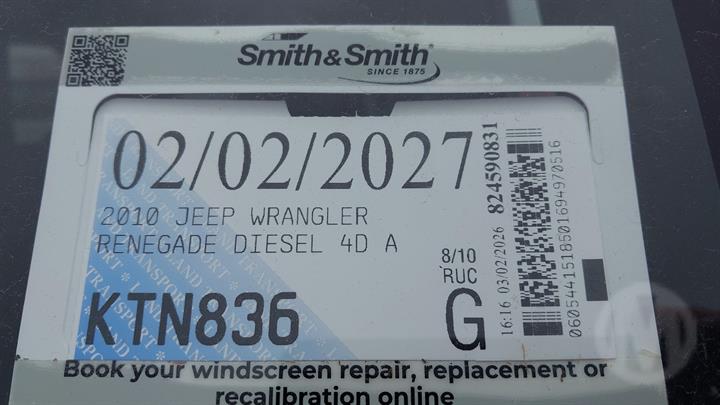 Smith&Smith®
SINCE 1875
02/02/2027
2010 JEEP WRANGLER
RENEGADE DIESEL 4D A
8/10
RUC
KTN836
G
16:16 03/02/2026 824590831
0605441518501694970516
Book your windscreen repair, replacement or
recalibration online